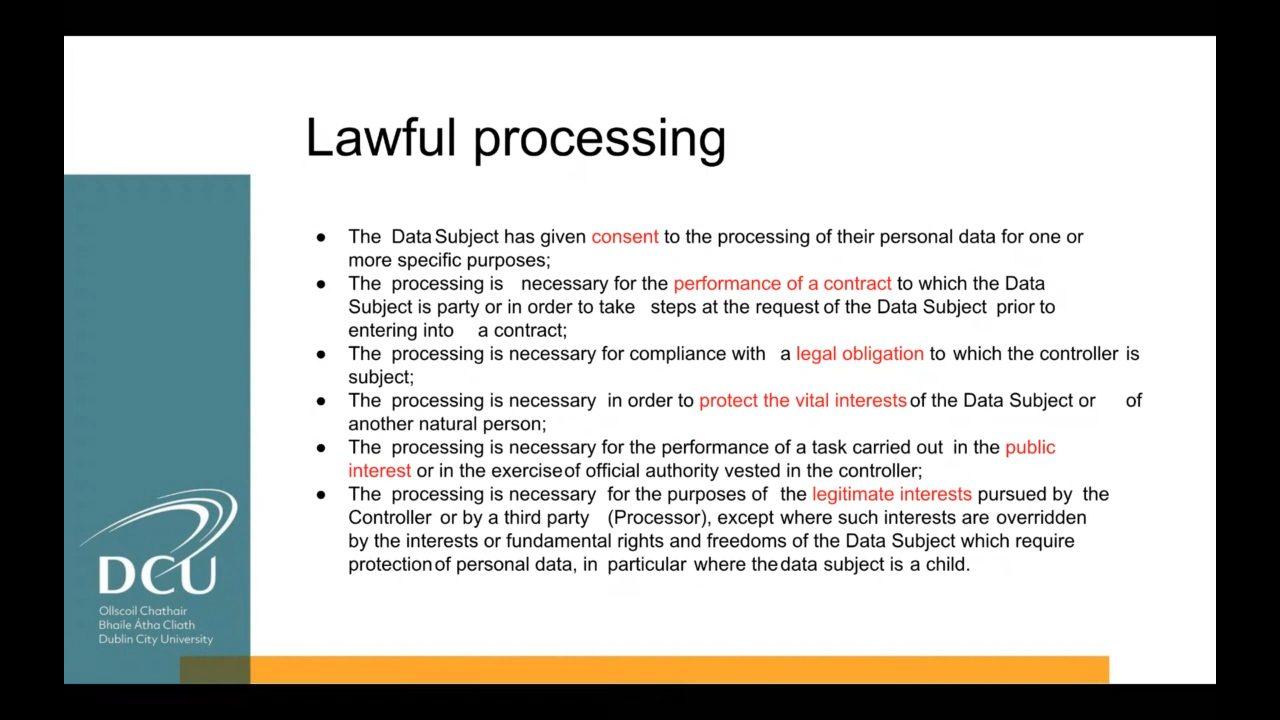 Lawful processing
● The Data Subject has given consent to the processing of their personal data for one or
more specific purposes;
● The processing is necessary for the performance of a contract to which the Data
Subject is party or in order to take steps at the request of the Data Subject prior to
entering into a contract;
● The processing is necessary for compliance with a legal obligation to which the controller is
subject;
● The processing is necessary in order to protect the vital interests of the Data Subject or of
another natural person;
● The processing is necessary for the performance of a task carried out in the public
interest or in the exercise of official authority vested in the controller;
● The processing is necessary for the purposes of the legitimate interests pursued by the
Controller or by a third party (Processor), except where such interests are overridden
by the interests or fundamental rights and freedoms of the Data Subject which require
protection of personal data, in particular where the data subject is a child.
DCU
Ollscoil Chathair
Bhaile Átha Cliath
Dublin City University